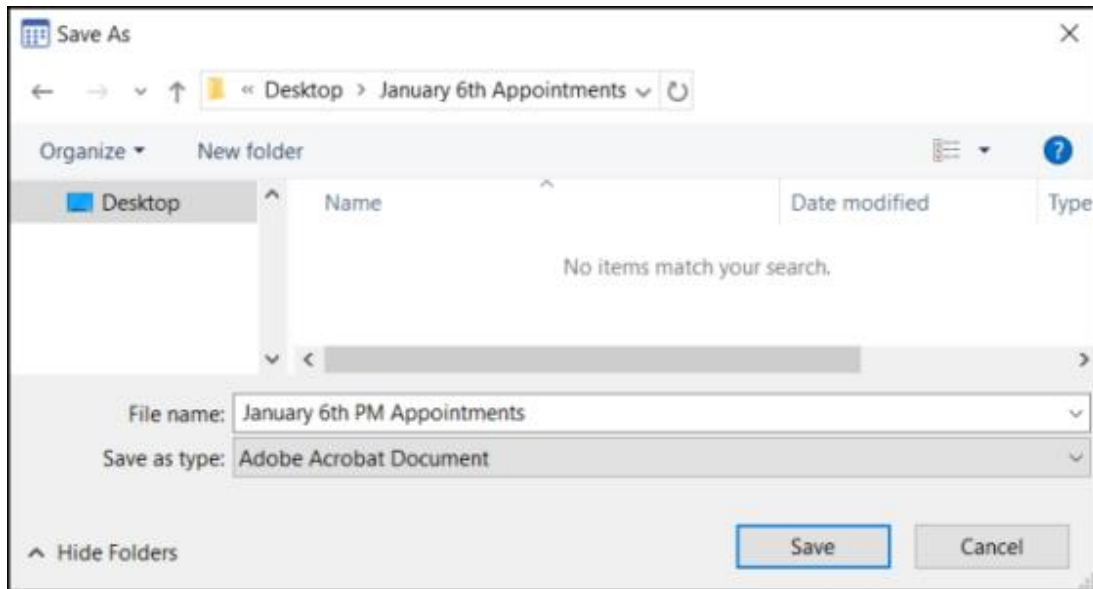 Save As
« Desktop > January 6th Appointments
Organize New folder
?
Desktop Name Date modified Type
No items match your search.
File name: January 6th PM Appointments
Save as type: Adobe Acrobat Document
Hide Folders Save Cancel